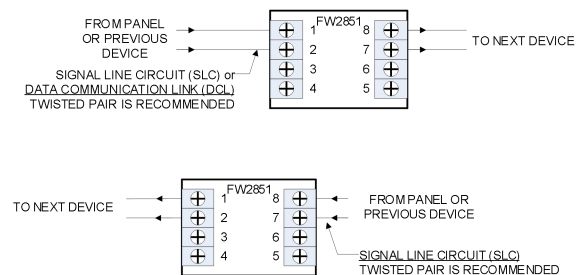 FROM PANEL
OR PREVIOUS
DEVICE
FW2851
1 8
2 7
3 6
4 5
TO NEXT DEVICE
SIGNAL LINE CIRCUIT (SLC) or
DATA COMMUNICATION LINK (DCL)
TWISTED PAIR IS RECOMMENDED
TO NEXT DEVICE
FW2851
1 8
2 7
3 6
4 5
FROM PANEL OR
PREVIOUS DEVICE
SIGNAL LINE CIRCUIT (SLC)
TWISTED PAIR IS RECOMMENDED